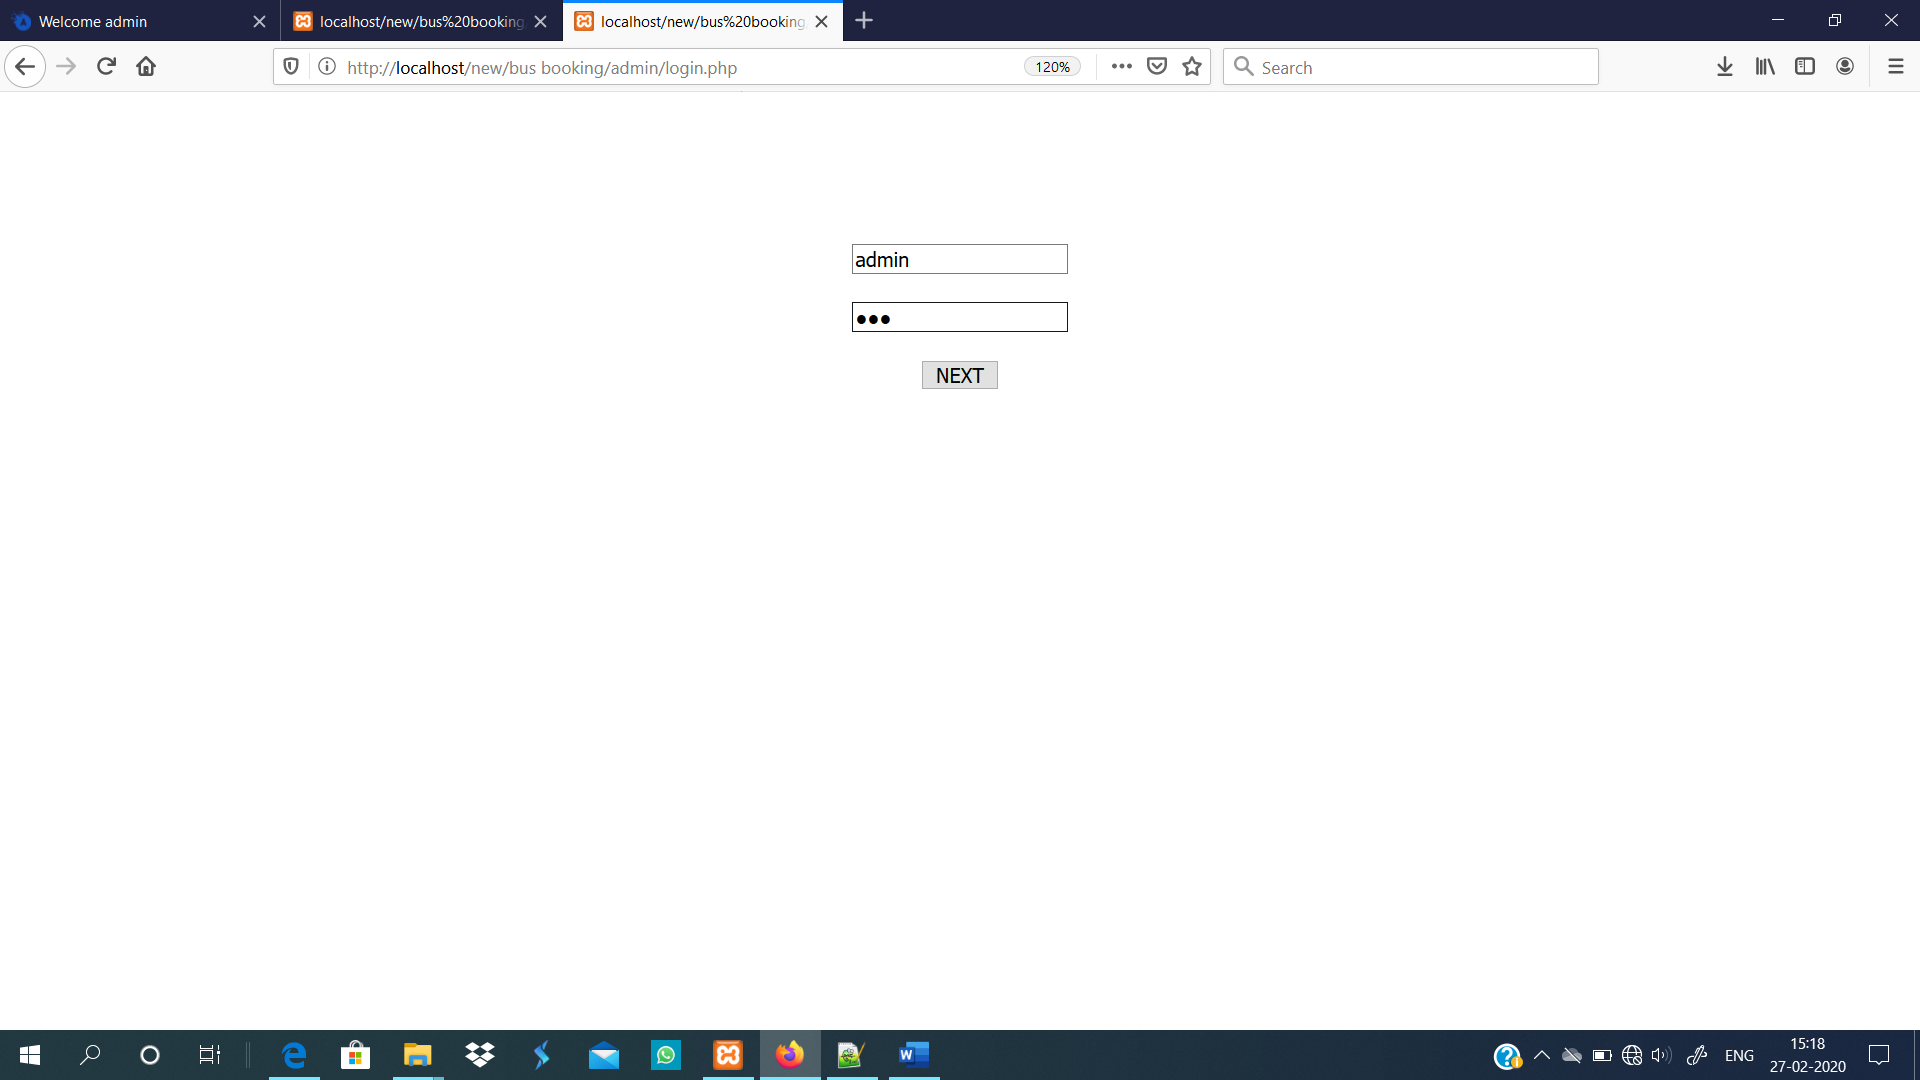 Welcome admin
localhost/new/bus%20booking
localhost/new/bus%20booking
http://localhost/new/bus booking/admin/login.php
120%
Search
admin
NEXT
ENG
15:18
27-02-2020